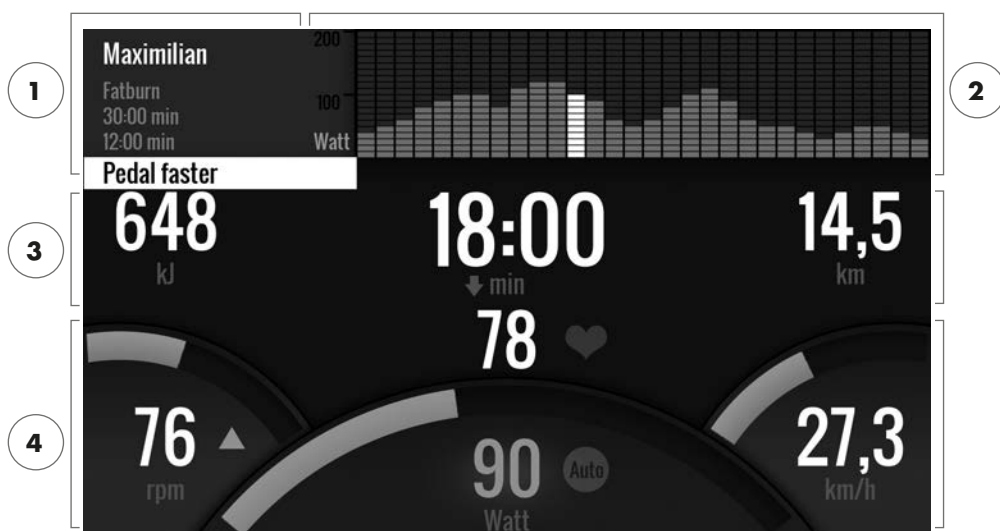 1
Maximilian
Fatburn
30:00 min
12:00 min
Pedal faster
200
100
Watt
2
3
648
kJ
18:00
min
14,5
km
78
4
76
rpm
90 Auto
Watt
27,3
km/h